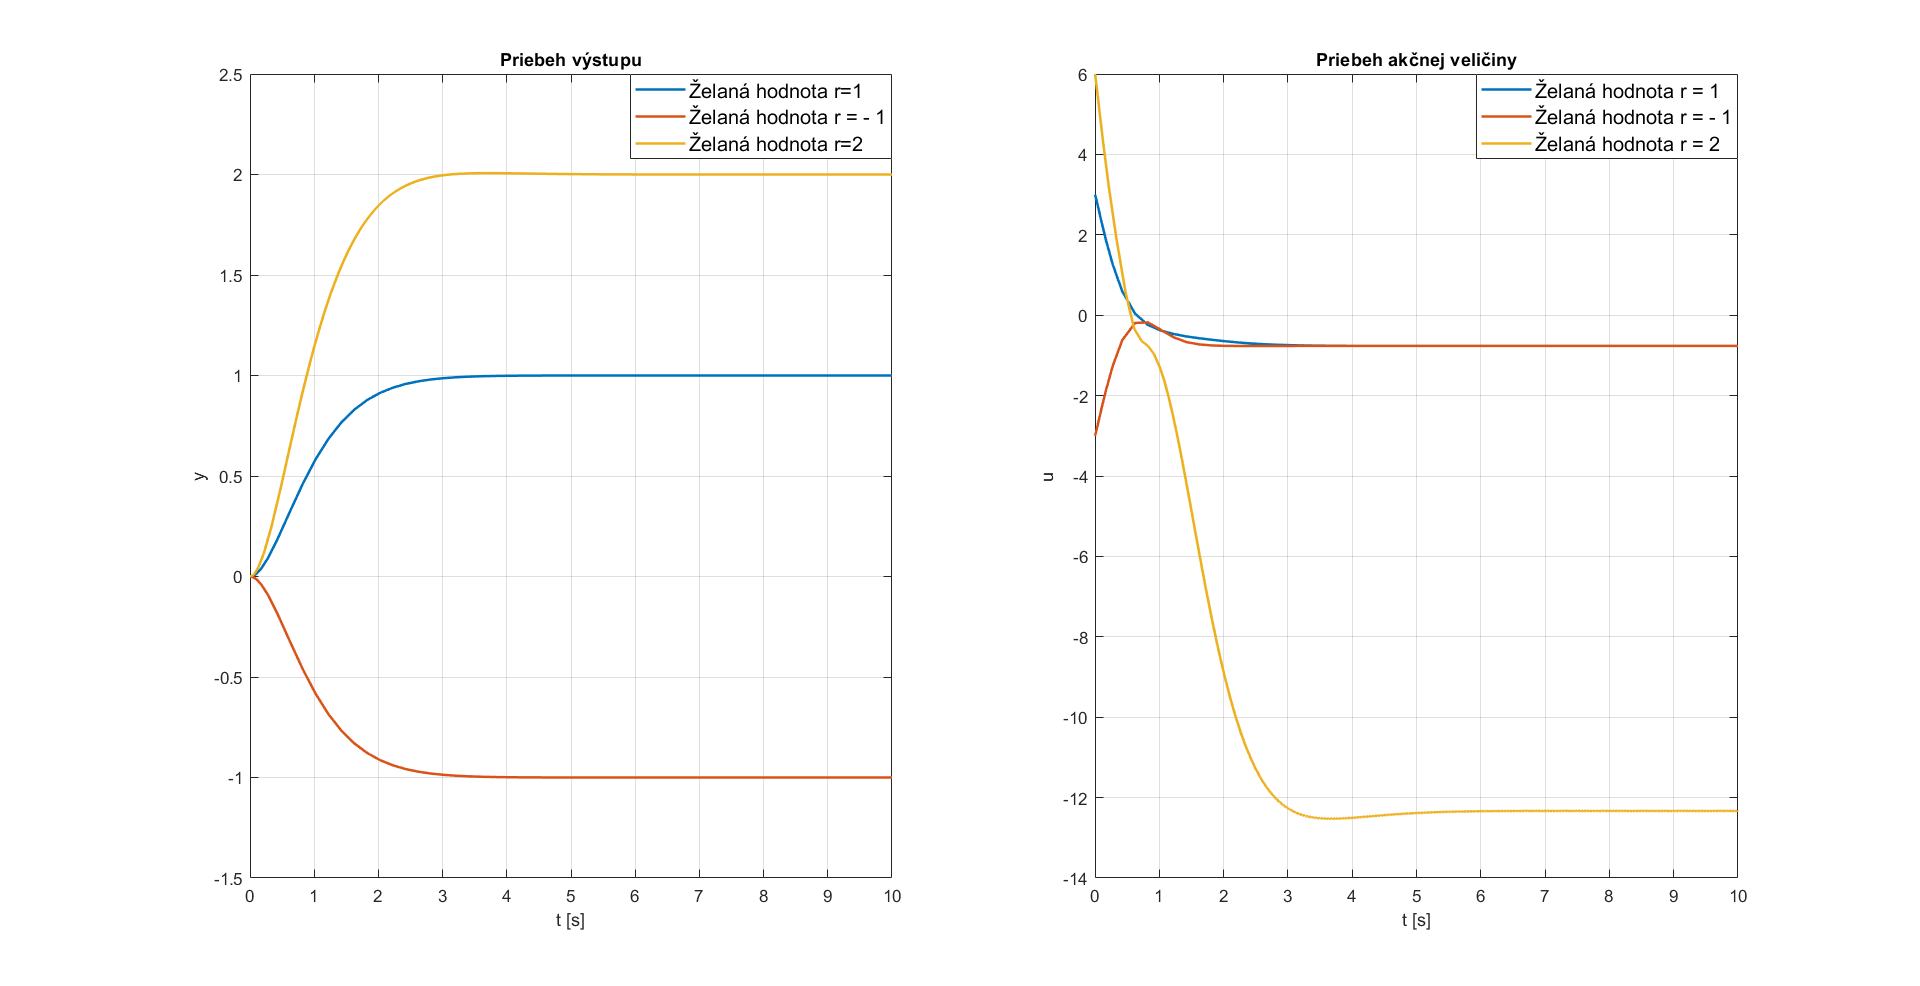 Priebeh výstupu
2.5
2
1.5
1
0.5
0
-0.5
-1
-1.5
y
Želaná hodnota r=1
Želaná hodnota r = - 1
Želaná hodnota r=2
0 1 2 3 4 5 6 7 8 9 10
t [s]
Priebeh akčnej veličiny
6
4
2
0
-2
-4
-6
-8
-10
-12
-14
u
Želaná hodnota r = 1
Želaná hodnota r = - 1
Želaná hodnota r = 2
0 1 2 3 4 5 6 7 8 9 10
t [s]